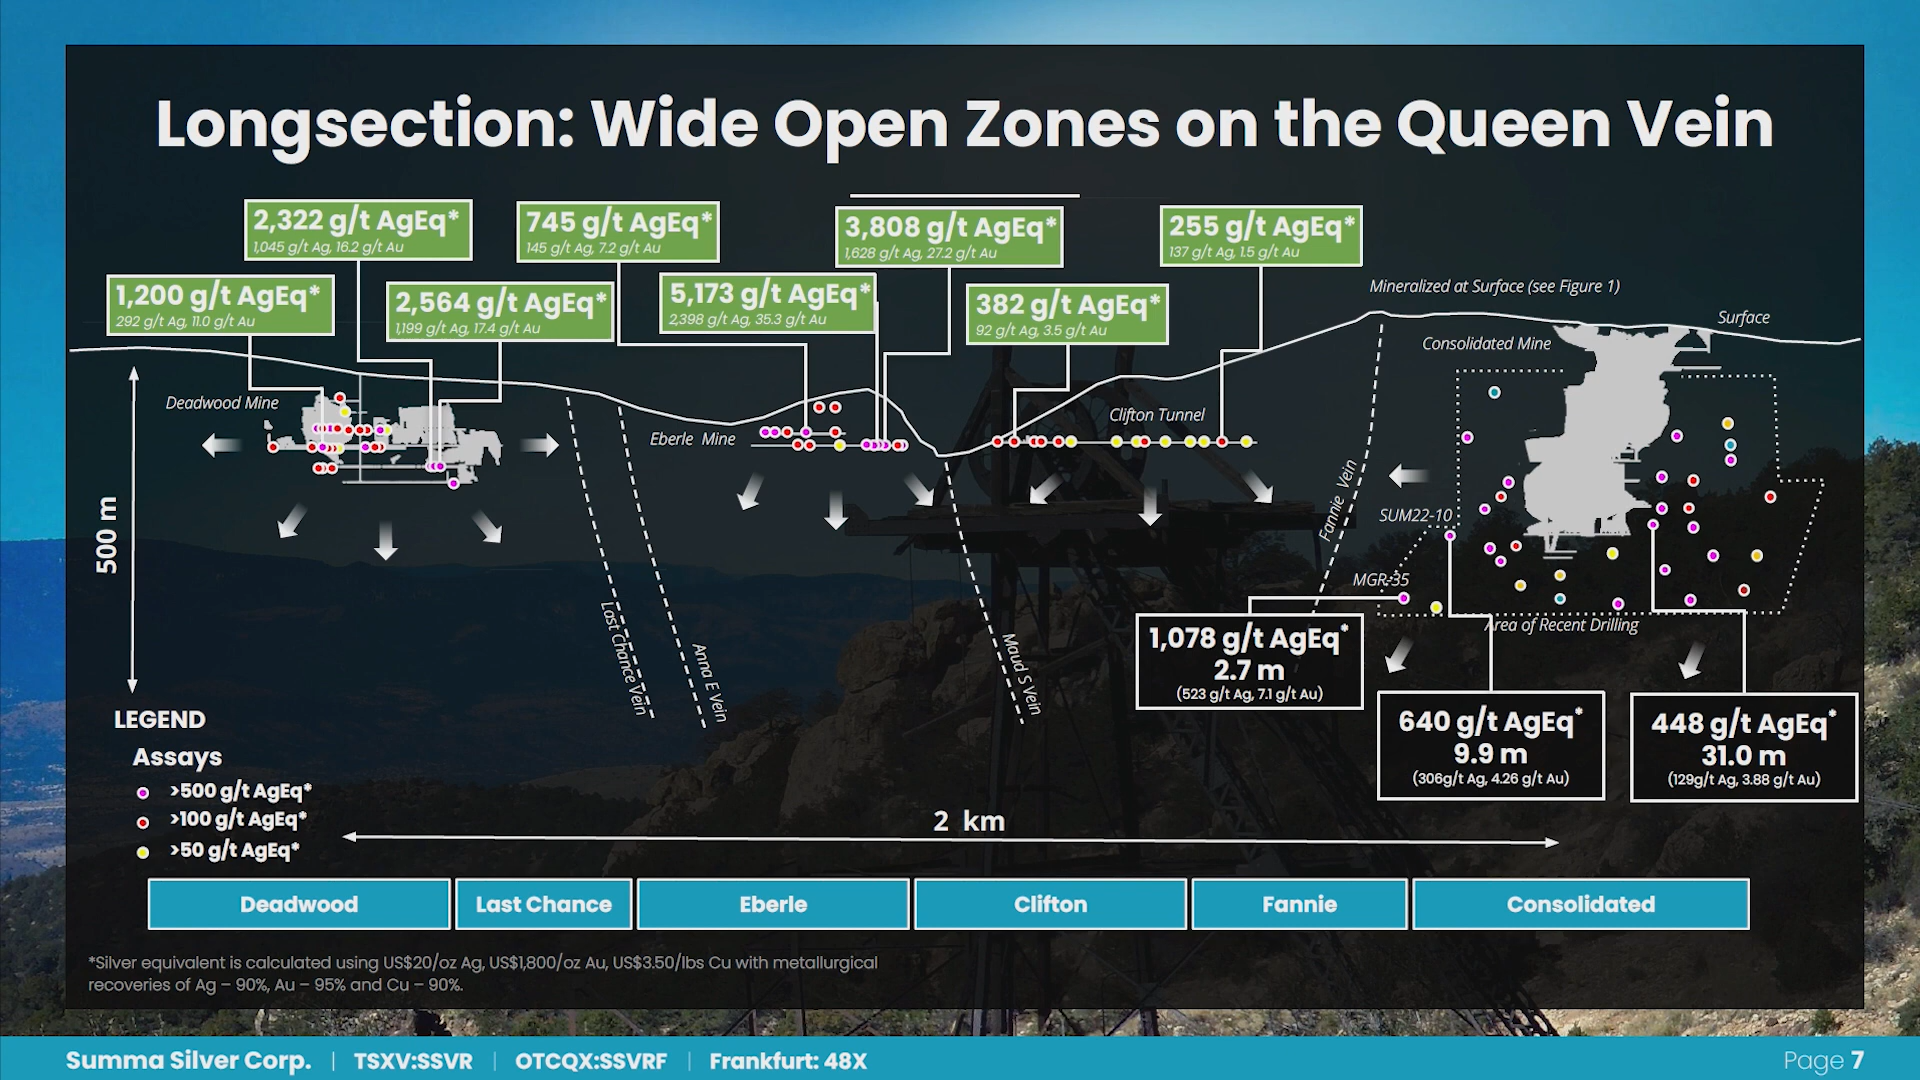 Longsection: Wide Open Zones on the Queen Vein
2,322 g/t AgEq*
1,045 g/t Ag, 16.2 g/t Au
745 g/t AgEq*
145 g/t Ag, 7.2 g/t Au
3,808 g/t AgEq*
1,628 g/t Ag, 27.2 g/t Au
255 g/t AgEq*
137 g/t Ag, 1.5 g/t Au
1,200 g/t AgEq*
292 g/t Ag, 11.0 g/t Au
2,564 g/t AgEq*
1,199 g/t Ag, 17.4 g/t Au
5,173 g/t AgEq*
2,398 g/t Ag, 35.3 g/t Au
382 g/t AgEq*
92 g/t Ag, 3.5 g/t Au
Mineralized at Surface (see Figure 1)
Surface
Consolidated Mine
Deadwood Mine
Eberle Mine
Clifton Tunnel
Fannie Vein
SUM22-10
MGR-35
Area of Recent Drilling
500 m
Last Chance Vein
Anna E Vein
Maud S Vein
1,078 g/t AgEq*
2.7 m
(523 g/t Ag, 7.1 g/t Au)
640 g/t AgEq*
9.9 m
(306g/t Ag, 4.26 g/t Au)
448 g/t AgEq*
31.0 m
(129g/t Ag, 3.88 g/t Au)
LEGEND
Assays
>500 g/t AgEq*
>100 g/t AgEq*
>50 g/t AgEq*
2 km
Deadwood
Last Chance
Eberle
Clifton
Fannie
Consolidated
*Silver equivalent is calculated using US$20/oz Ag, US$1,800/oz Au, US$3.50/lbs Cu with metallurgical
recoveries of Ag – 90%, Au – 95% and Cu – 90%.
Summa Silver Corp. | TSXV:SSVR | OTCQX:SSVRF | Frankfurt: 48X
Page 7